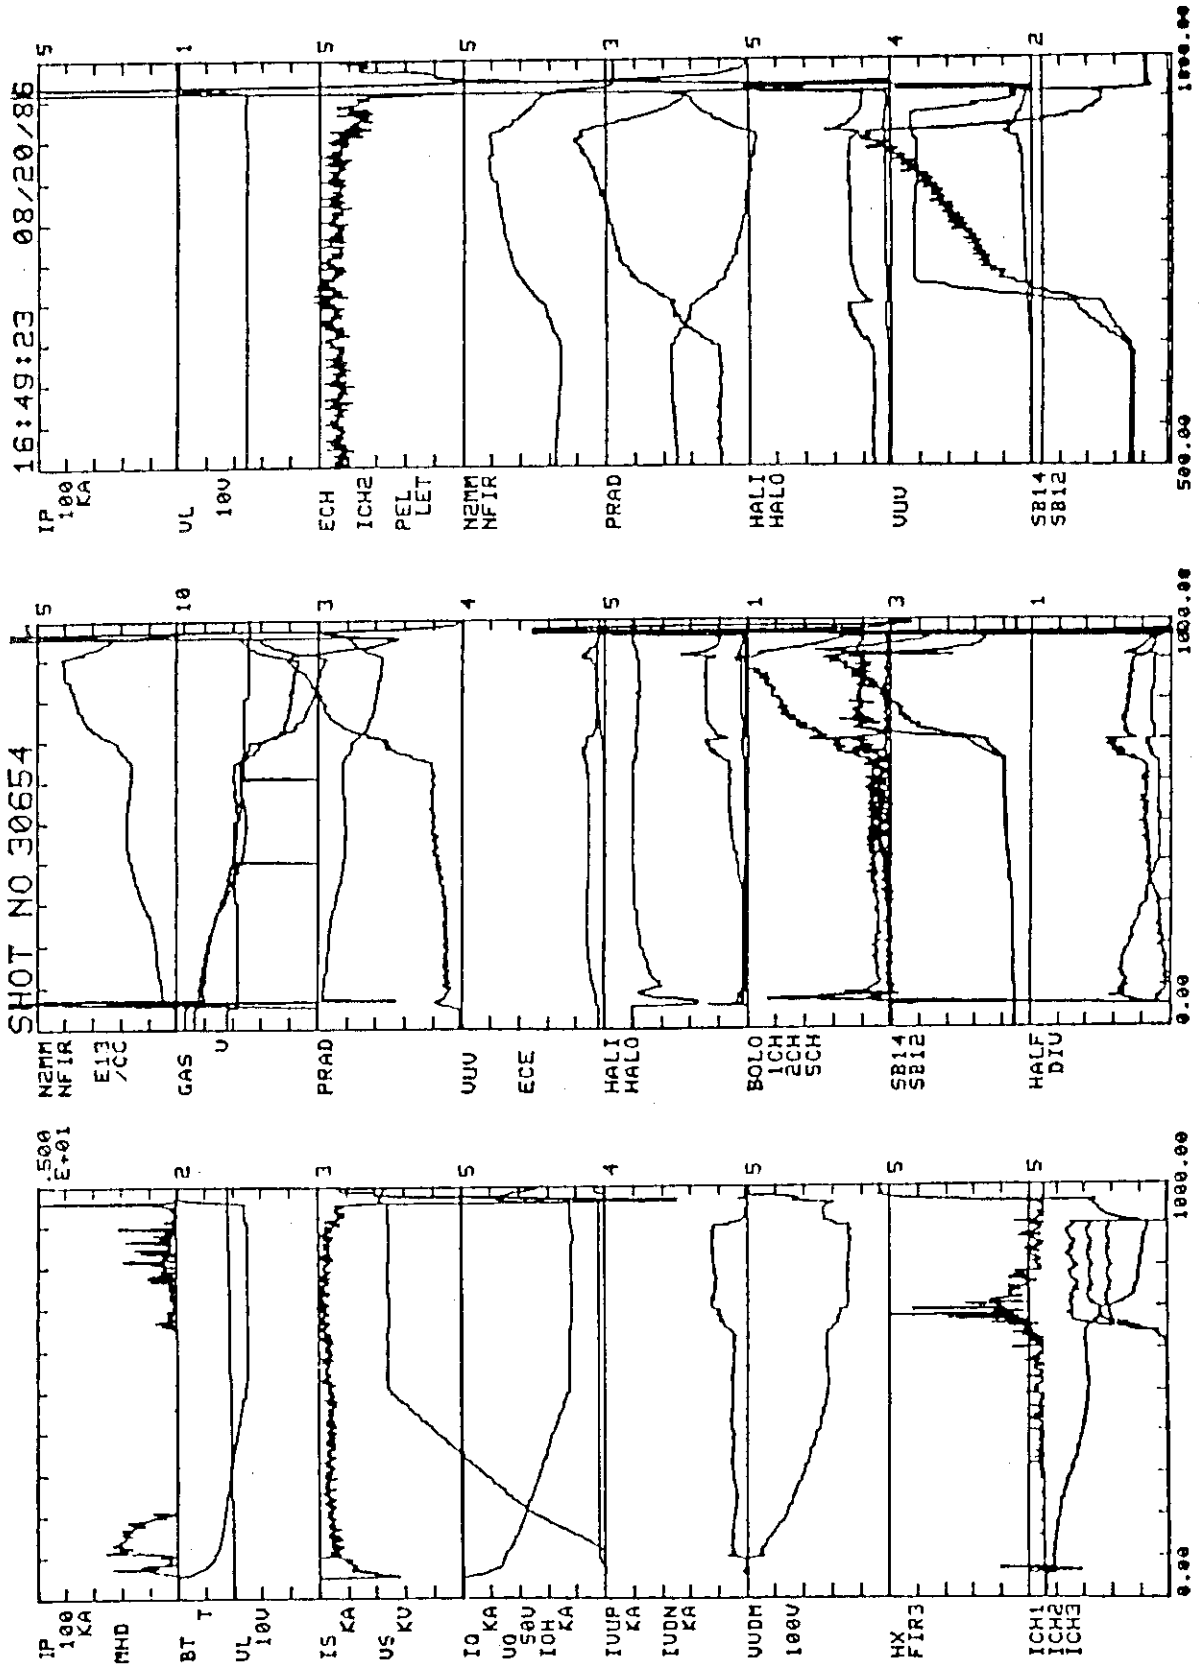 SHOT NO 30654
16:49:23 08/20/86
IP
100
KA
MHD
BT
T
VL
10V
IS
KA
VS
KV
IO
KA
VO
50V
IOH
KA
IVUP
KA
IVDN
KA
VVDM
100V
HX
FIR3
ICH1
ICH2
ICH3
.500
E+01
2
3
5
4
5
5
5
0.00
1000.00
N2MM
NFIR
E13
/CC
GAS
V
PRAD
VUV
ECE
HALI
HALO
BOLO
1CH
2CH
5CH
SB14
SB12
HALF
DIV
5
10
3
4
5
1
3
1
0.00
1000.00
IP
100
KA
VL
10V
ECH
ICH2
PEL
LET
N2MM
NFIR
PRAD
HALI
HALO
VUV
SB14
SB12
5
1
5
5
3
5
4
2
500.00
1000.00